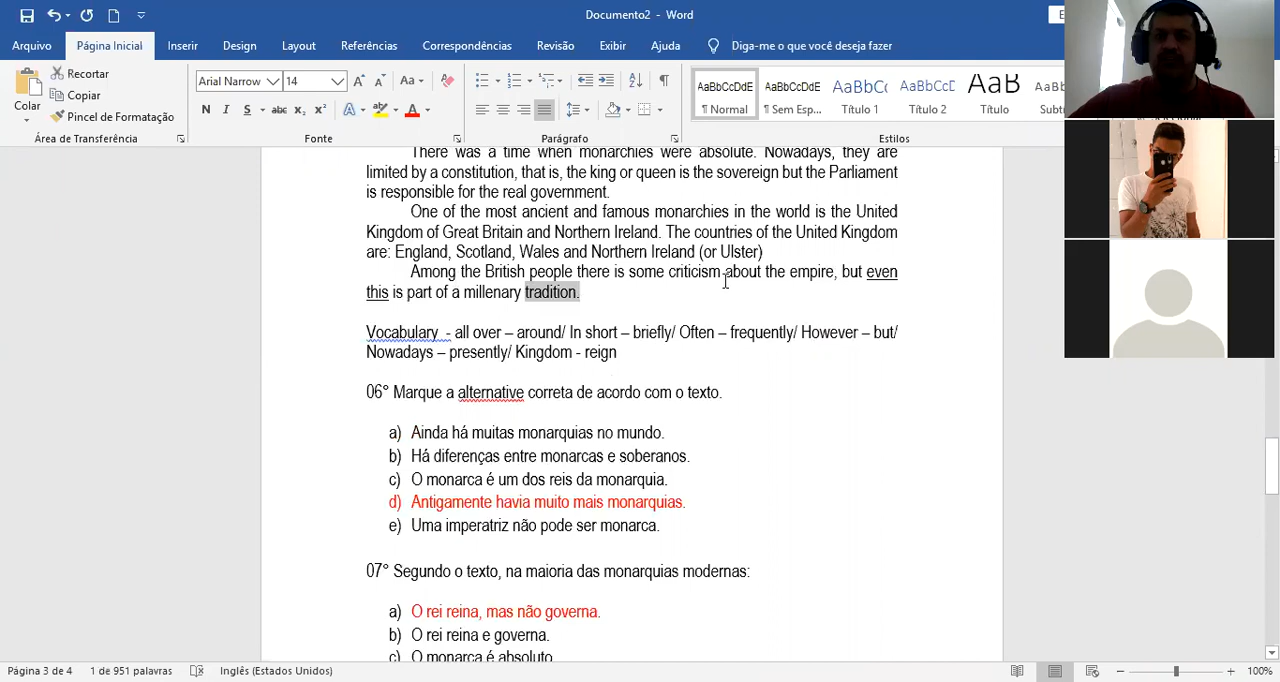 Documento2 - Word
Arquivo Página Inicial Inserir Design Layout Referências Correspondências Revisão Exibir Ajuda Diga-me o que você deseja fazer
Recortar
Copiar
Pincel de Formatação
Colar
Área de Transferência
Arial Narrow 14
Fonte
Parágrafo
AaBbCcDd AaBbCcDd AaBbC AaBbCcD AaB
¶ Normal ¶ Sem Esp... Título 1 Título 2 Título
Estilos
There was a time when monarchies were absolute. Nowadays, they are
limited by a constitution, that is, the king or queen is the sovereign but the Parliament
is responsible for the real government.
One of the most ancient and famous monarchies in the world is the United
Kingdom of Great Britain and Northern Ireland. The countries of the United Kingdom
are: England, Scotland, Wales and Northern Ireland (or Ulster)
Among the British people there is some criticism about the empire, but even
this is part of a millenary tradition.
Vocabulary - all over – around/ In short – briefly/ Often – frequently/ However – but/
Nowadays – presently/ Kingdom - reign
06° Marque a alternative correta de acordo com o texto.
a) Ainda há muitas monarquias no mundo.
b) Há diferenças entre monarcas e soberanos.
c) O monarca é um dos reis da monarquia.
d) Antigamente havia muito mais monarquias.
e) Uma imperatriz não pode ser monarca.
07° Segundo o texto, na maioria das monarquias modernas:
a) O rei reina, mas não governa.
b) O rei reina e governa.
c) O monarca é absoluto.
Página 3 de 4 1 de 951 palavras Inglês (Estados Unidos) 100%